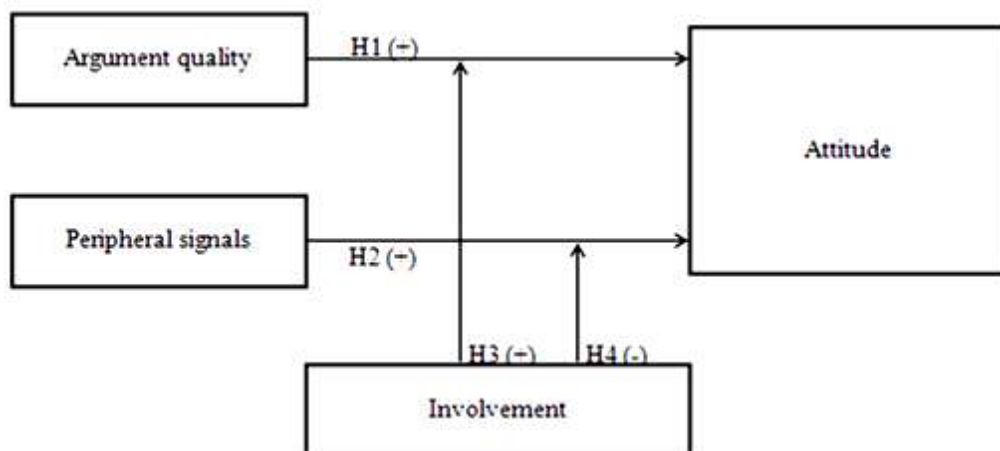 Argument quality
H1 (+)
Attitude
Peripheral signals
H2 (+)
H3 (+)
H4 (-)
Involvement